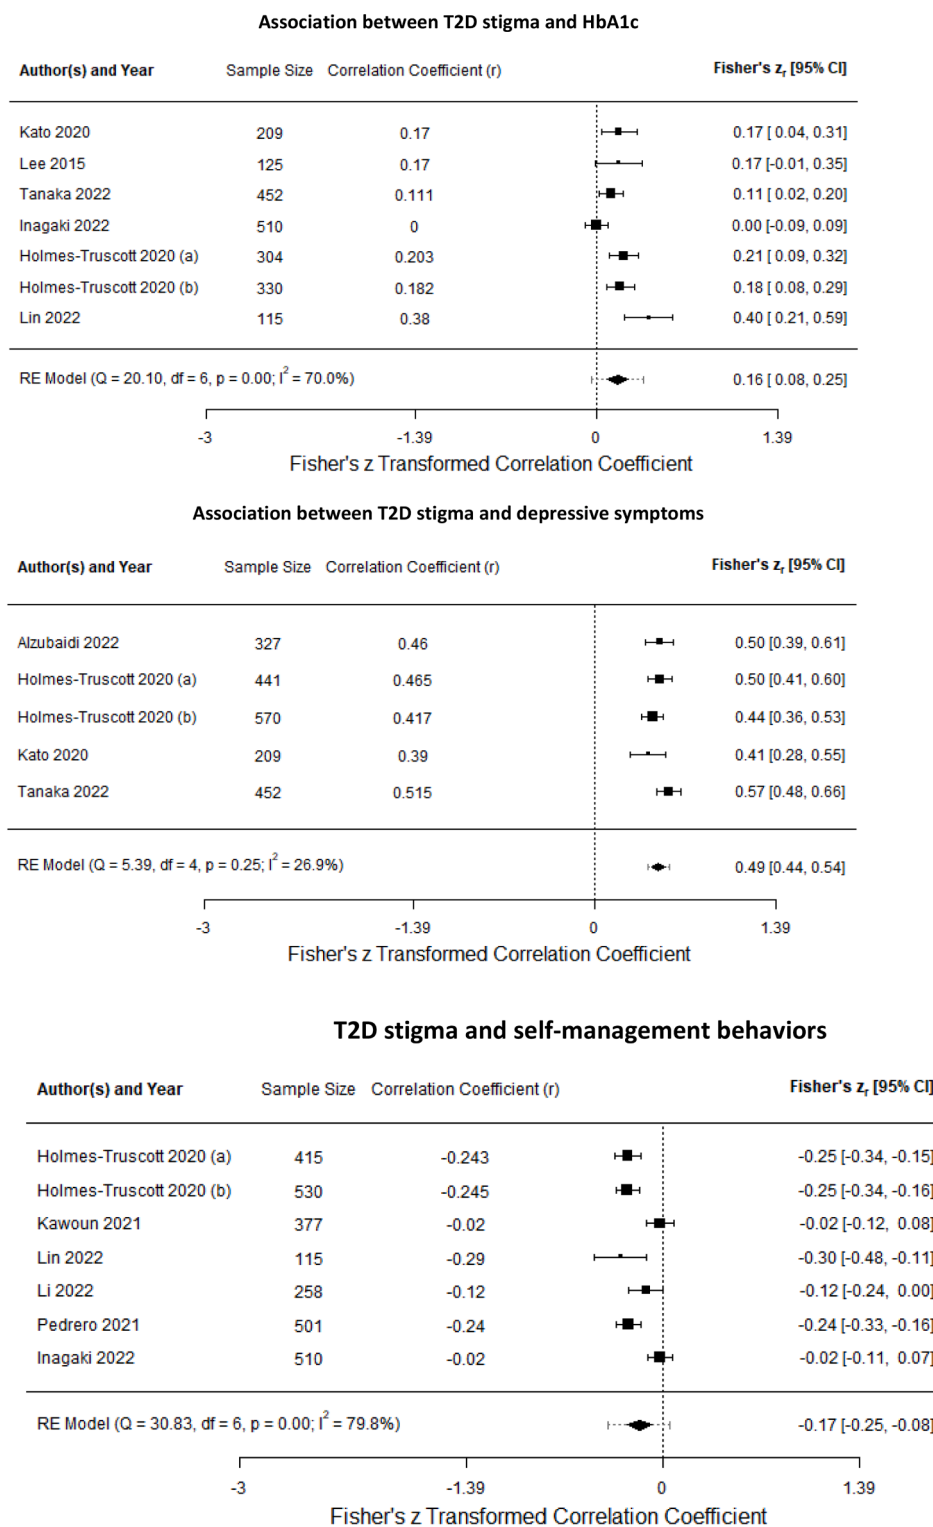 Association between T2D stigma and HbA1c
Author(s) and Year Sample Size Correlation Coefficient (r) Fisher's zr [95% CI]
Kato 2020 209 0.17 0.17 [ 0.04, 0.31]
Lee 2015 125 0.17 0.17 [-0.01, 0.35]
Tanaka 2022 452 0.111 0.11 [ 0.02, 0.20]
Inagaki 2022 510 0 0.00 [-0.09, 0.09]
Holmes-Truscott 2020 (a) 304 0.203 0.21 [ 0.09, 0.32]
Holmes-Truscott 2020 (b) 330 0.182 0.18 [ 0.08, 0.29]
Lin 2022 115 0.38 0.40 [ 0.21, 0.59]
RE Model (Q = 20.10, df = 6, p = 0.00; I2 = 70.0%) 0.16 [ 0.08, 0.25]
-3 -1.39 0 1.39
Fisher's z Transformed Correlation Coefficient
Association between T2D stigma and depressive symptoms
Author(s) and Year Sample Size Correlation Coefficient (r) Fisher's zr [95% CI]
Alzubaidi 2022 327 0.46 0.50 [0.39, 0.61]
Holmes-Truscott 2020 (a) 441 0.465 0.50 [0.41, 0.60]
Holmes-Truscott 2020 (b) 570 0.417 0.44 [0.36, 0.53]
Kato 2020 209 0.39 0.41 [0.28, 0.55]
Tanaka 2022 452 0.515 0.57 [0.48, 0.66]
RE Model (Q = 5.39, df = 4, p = 0.25; I2 = 26.9%) 0.49 [0.44, 0.54]
-3 -1.39 0 1.39
Fisher's z Transformed Correlation Coefficient
T2D stigma and self-management behaviors
Author(s) and Year Sample Size Correlation Coefficient (r) Fisher's zr [95% CI]
Holmes-Truscott 2020 (a) 415 -0.243 -0.25 [-0.34, -0.15]
Holmes-Truscott 2020 (b) 530 -0.245 -0.25 [-0.34, -0.16]
Kawoun 2021 377 -0.02 -0.02 [-0.12, 0.08]
Lin 2022 115 -0.29 -0.30 [-0.48, -0.11]
Li 2022 258 -0.12 -0.12 [-0.24, 0.00]
Pedrero 2021 501 -0.24 -0.24 [-0.33, -0.16]
Inagaki 2022 510 -0.02 -0.02 [-0.11, 0.07]
RE Model (Q = 30.83, df = 6, p = 0.00; I2 = 79.8%) -0.17 [-0.25, -0.08]
-3 -1.39 0 1.39
Fisher's z Transformed Correlation Coefficient